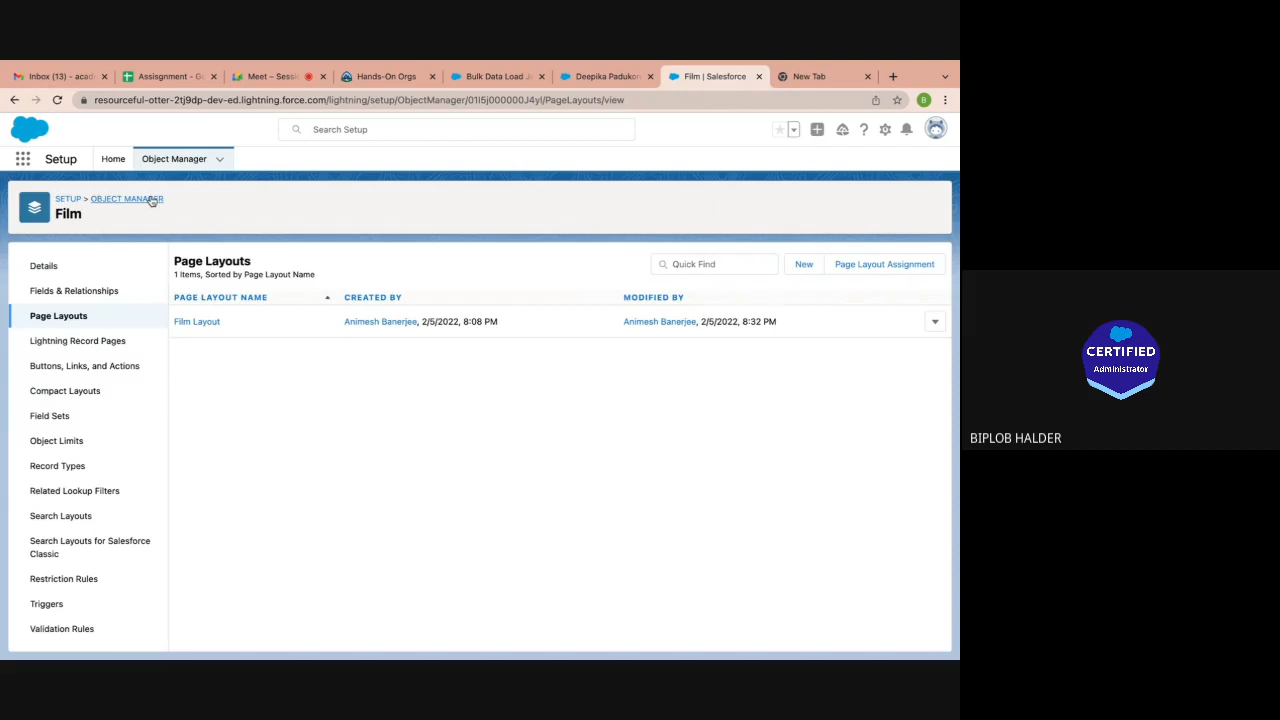 Inbox (13) - acad
Assisgnment - Go
Meet – Sessi
Hands-On Orgs
Bulk Data Load J
Deepika Padukon
Film | Salesforce
New Tab
resourceful-otter-2tj9dp-dev-ed.lightning.force.com/lightning/setup/ObjectManager/01I5j000000J4yI/PageLayouts/view
B
Search Setup
Setup
Home
Object Manager
SETUP > OBJECT MANAGER
Film
Details
Fields & Relationships
Page Layouts
Lightning Record Pages
Buttons, Links, and Actions
Compact Layouts
Field Sets
Object Limits
Record Types
Related Lookup Filters
Search Layouts
Search Layouts for Salesforce
Classic
Restriction Rules
Triggers
Validation Rules
Page Layouts
1 Items, Sorted by Page Layout Name
Quick Find
New
Page Layout Assignment
PAGE LAYOUT NAME
CREATED BY
MODIFIED BY
Film Layout
Animesh Banerjee, 2/5/2022, 8:08 PM
Animesh Banerjee, 2/5/2022, 8:32 PM
CERTIFIED
Administrator
BIPLOB HALDER